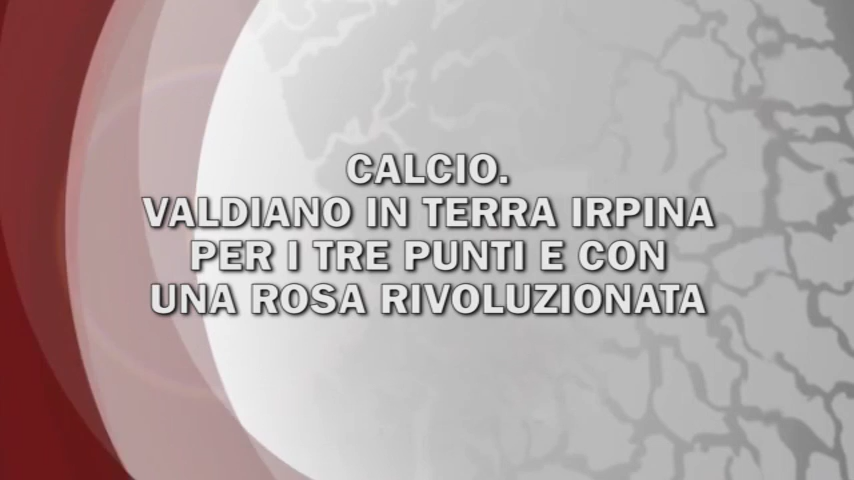 CALCIO.
VALDIANO IN TERRA IRPINA
PER I TRE PUNTI E CON
UNA ROSA RIVOLUZIONATA